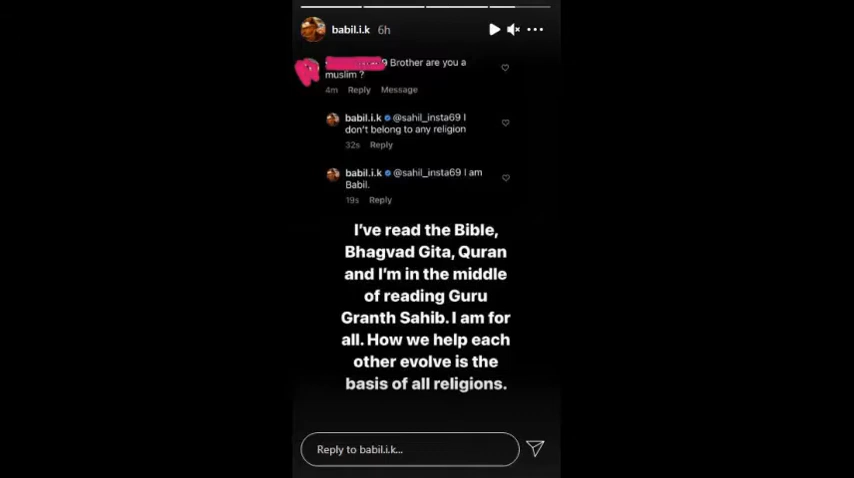 babil.i.k 6h
9 Brother are you a
muslim ?
4m Reply Message
babil.i.k @sahil_insta69 I
don't belong to any religion
32s Reply
babil.i.k @sahil_insta69 I am
Babil.
19s Reply
I've read the Bible,
Bhagvad Gita, Quran
and I'm in the middle
of reading Guru
Granth Sahib. I am for
all. How we help each
other evolve is the
basis of all religions.
Reply to babil.i.k...